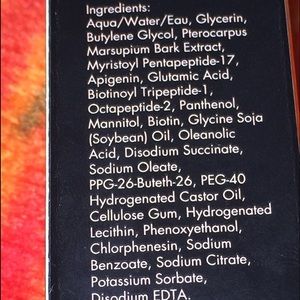 Ingredients:
Aqua/Water/Eau, Glycerin,
Butylene Glycol, Pterocarpus
Marsupium Bark Extract,
Myristoyl Pentapeptide-17,
Apigenin, Glutamic Acid,
Biotinoyl Tripeptide-1,
Octapeptide-2, Panthenol,
Mannitol, Biotin, Glycine Soja
(Soybean) Oil, Oleanolic
Acid, Disodium Succinate,
Sodium Oleate,
PPG-26-Buteth-26, PEG-40
Hydrogenated Castor Oil,
Cellulose Gum, Hydrogenated
Lecithin, Phenoxyethanol,
Chlorphenesin, Sodium
Benzoate, Sodium Citrate,
Potassium Sorbate,
Disodium EDTA.